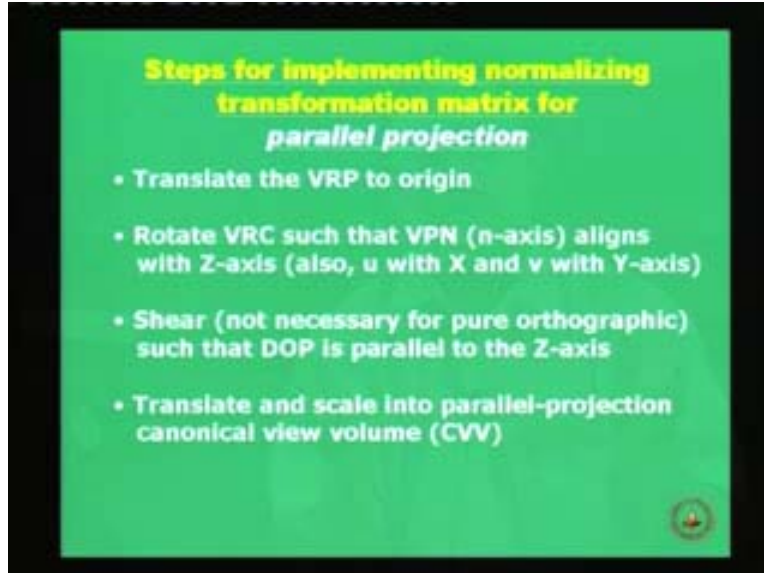 Steps for implementing normalizing
transformation matrix for
parallel projection
• Translate the VRP to origin
• Rotate VRC such that VPN (n-axis) aligns
with Z-axis (also, u with X and v with Y-axis)
• Shear (not necessary for pure orthographic)
such that DOP is parallel to the Z-axis
• Translate and scale into parallel-projection
canonical view volume (CVV)